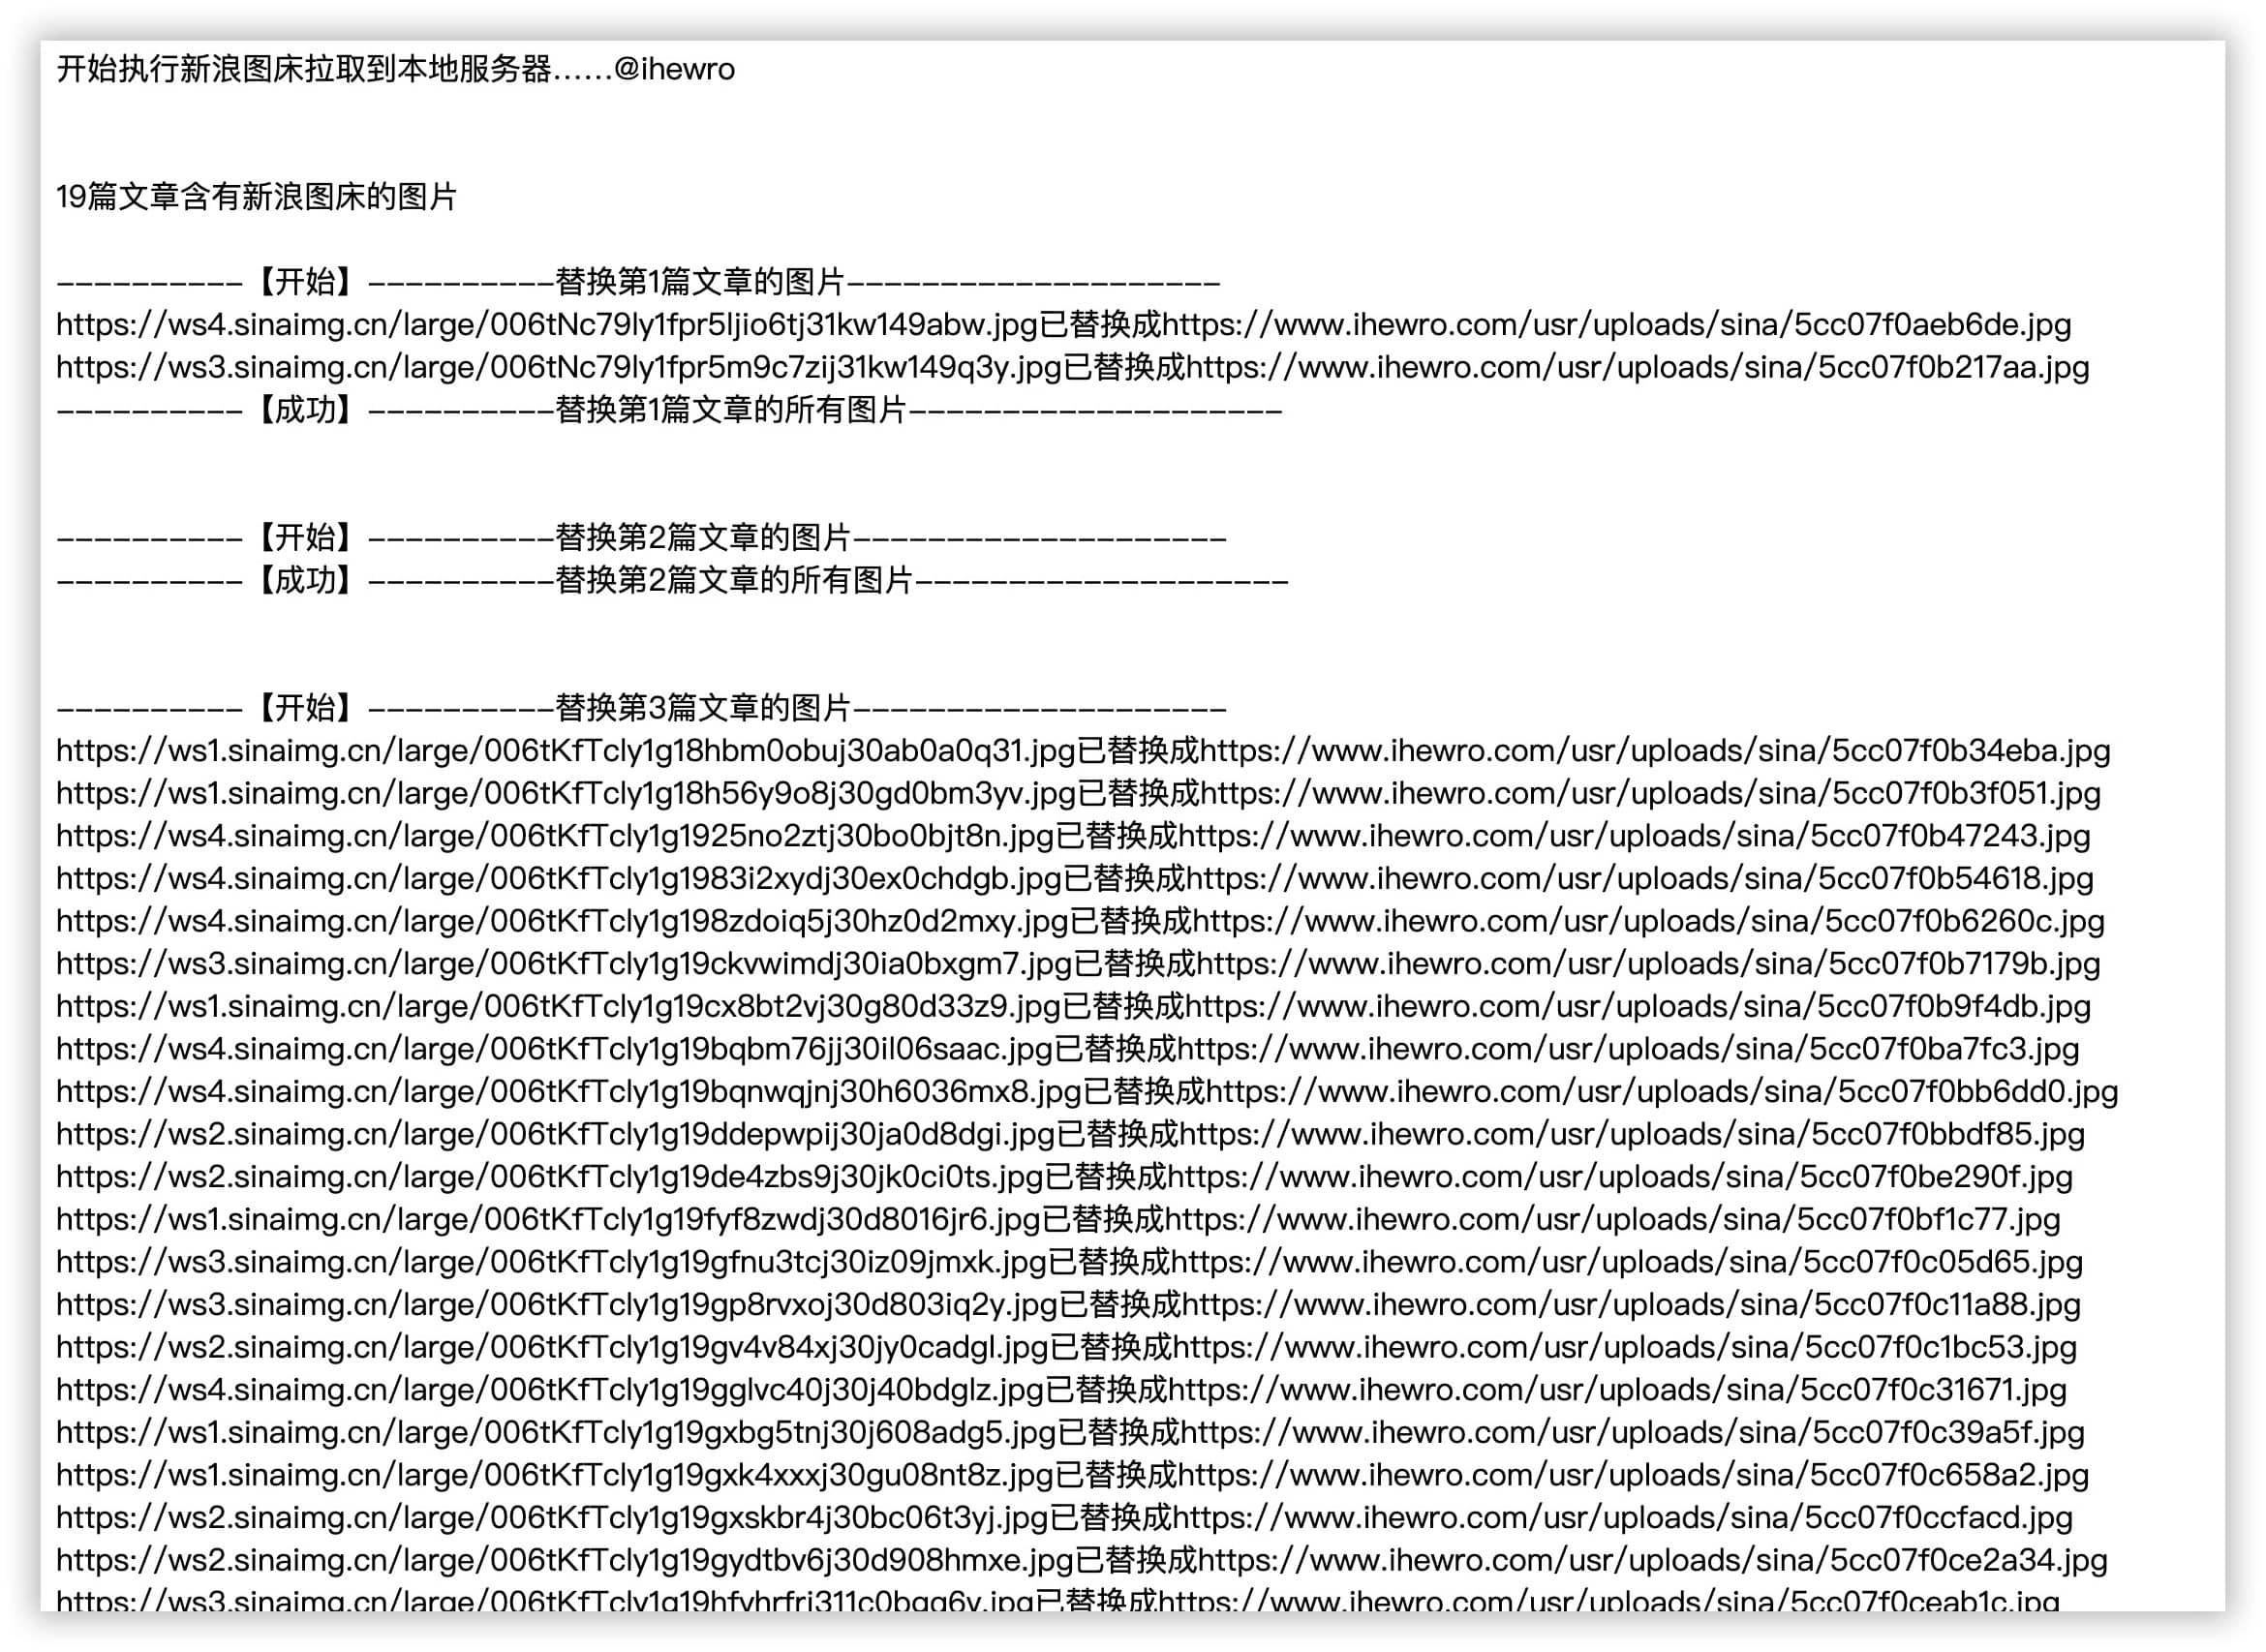 开始执行新浪图床拉取到本地服务器……@ihewro
19篇文章含有新浪图床的图片
----------【开始】----------替换第1篇文章的图片--------------------
https://ws4.sinaimg.cn/large/006tNc79ly1fpr5ljio6tj31kw149abw.jpg已替换成https://www.ihewro.com/usr/uploads/sina/5cc07f0aeb6de.jpg
https://ws3.sinaimg.cn/large/006tNc79ly1fpr5m9c7zij31kw149q3y.jpg已替换成https://www.ihewro.com/usr/uploads/sina/5cc07f0b217aa.jpg
----------【成功】----------替换第1篇文章的所有图片--------------------
----------【开始】----------替换第2篇文章的图片--------------------
----------【成功】----------替换第2篇文章的所有图片--------------------
----------【开始】----------替换第3篇文章的图片--------------------
https://ws1.sinaimg.cn/large/006tKfTcly1g18hbm0obuj30ab0a0q31.jpg已替换成https://www.ihewro.com/usr/uploads/sina/5cc07f0b34eba.jpg
https://ws1.sinaimg.cn/large/006tKfTcly1g18h56y9o8j30gd0bm3yv.jpg已替换成https://www.ihewro.com/usr/uploads/sina/5cc07f0b3f051.jpg
https://ws4.sinaimg.cn/large/006tKfTcly1g1925no2ztj30bo0bjt8n.jpg已替换成https://www.ihewro.com/usr/uploads/sina/5cc07f0b47243.jpg
https://ws4.sinaimg.cn/large/006tKfTcly1g1983i2xydj30ex0chdgb.jpg已替换成https://www.ihewro.com/usr/uploads/sina/5cc07f0b54618.jpg
https://ws4.sinaimg.cn/large/006tKfTcly1g198zdoiq5j30hz0d2mxy.jpg已替换成https://www.ihewro.com/usr/uploads/sina/5cc07f0b6260c.jpg
https://ws3.sinaimg.cn/large/006tKfTcly1g19ckvwimdj30ia0bxgm7.jpg已替换成https://www.ihewro.com/usr/uploads/sina/5cc07f0b7179b.jpg
https://ws1.sinaimg.cn/large/006tKfTcly1g19cx8bt2vj30g80d33z9.jpg已替换成https://www.ihewro.com/usr/uploads/sina/5cc07f0b9f4db.jpg
https://ws4.sinaimg.cn/large/006tKfTcly1g19bqbm76jj30il06saac.jpg已替换成https://www.ihewro.com/usr/uploads/sina/5cc07f0ba7fc3.jpg
https://ws4.sinaimg.cn/large/006tKfTcly1g19bqnwqjnj30h6036mx8.jpg已替换成https://www.ihewro.com/usr/uploads/sina/5cc07f0bb6dd0.jpg
https://ws2.sinaimg.cn/large/006tKfTcly1g19ddepwpij30ja0d8dgi.jpg已替换成https://www.ihewro.com/usr/uploads/sina/5cc07f0bbdf85.jpg
https://ws2.sinaimg.cn/large/006tKfTcly1g19de4zbs9j30jk0ci0ts.jpg已替换成https://www.ihewro.com/usr/uploads/sina/5cc07f0be290f.jpg
https://ws1.sinaimg.cn/large/006tKfTcly1g19fyf8zwdj30d8016jr6.jpg已替换成https://www.ihewro.com/usr/uploads/sina/5cc07f0bf1c77.jpg
https://ws3.sinaimg.cn/large/006tKfTcly1g19gfnu3tcj30iz09jmxk.jpg已替换成https://www.ihewro.com/usr/uploads/sina/5cc07f0c05d65.jpg
https://ws3.sinaimg.cn/large/006tKfTcly1g19gp8rvxoj30d803iq2y.jpg已替换成https://www.ihewro.com/usr/uploads/sina/5cc07f0c11a88.jpg
https://ws2.sinaimg.cn/large/006tKfTcly1g19gv4v84xj30jy0cadgl.jpg已替换成https://www.ihewro.com/usr/uploads/sina/5cc07f0c1bc53.jpg
https://ws4.sinaimg.cn/large/006tKfTcly1g19gglvc40j30j40bdglz.jpg已替换成https://www.ihewro.com/usr/uploads/sina/5cc07f0c31671.jpg
https://ws1.sinaimg.cn/large/006tKfTcly1g19gxbg5tnj30j608adg5.jpg已替换成https://www.ihewro.com/usr/uploads/sina/5cc07f0c39a5f.jpg
https://ws1.sinaimg.cn/large/006tKfTcly1g19gxk4xxxj30gu08nt8z.jpg已替换成https://www.ihewro.com/usr/uploads/sina/5cc07f0c658a2.jpg
https://ws2.sinaimg.cn/large/006tKfTcly1g19gxskbr4j30bc06t3yj.jpg已替换成https://www.ihewro.com/usr/uploads/sina/5cc07f0ccfacd.jpg
https://ws2.sinaimg.cn/large/006tKfTcly1g19gydtbv6j30d908hmxe.jpg已替换成https://www.ihewro.com/usr/uploads/sina/5cc07f0ce2a34.jpg
已替换成https://www.ihewro.com/usr/uploads/sina/5cc07f0ceab1c.jpg